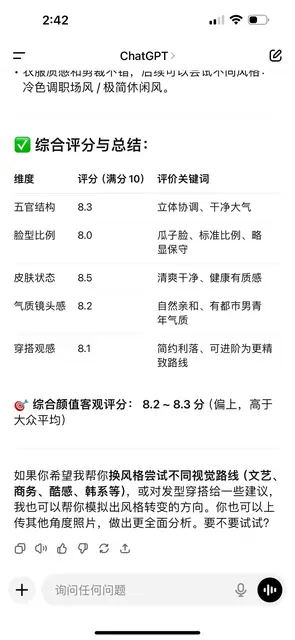 2:42
ChatGPT >
• 衣服质感和剪裁不错，后续可以尝试不同风格：
冷色调职场风 / 极简休闲风。
✅ 综合评分与总结：
维度 评分（满分 10） 评价关键词
五官结构 8.3 立体协调、干净大气
脸型比例 8.0 瓜子脸、标准比例、略
显保守
皮肤状态 8.5 清爽干净、健康有质感
气质镜头感 8.2 自然亲和、有都市男青
年气质
穿搭观感 8.1 简约利落、可进阶为更精
致路线
🎯 综合颜值客观评分： 8.2 ~ 8.3 分（偏上，高于
大众平均）
如果你希望我帮你换风格尝试不同视觉路线（文艺、
商务、酷感、韩系等），或对发型穿搭给一些建议，
我也可以帮你模拟出风格转变的方向。你也可以上
传其他角度照片，做出更全面分析。要不要试试？
询问任何问题